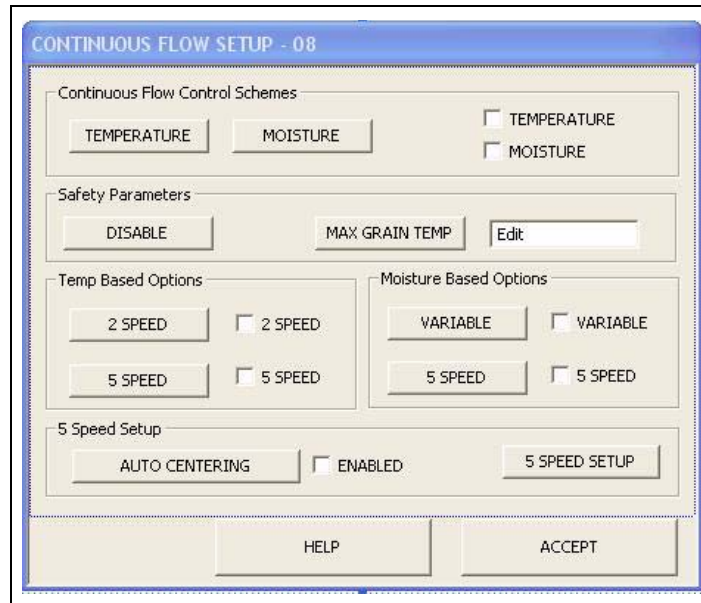 CONTINUOUS FLOW SETUP - 08
Continuous Flow Control Schemes
TEMPERATURE MOISTURE TEMPERATURE
MOISTURE
Safety Parameters
DISABLE MAX GRAIN TEMP Edit
Temp Based Options
2 SPEED 2 SPEED
5 SPEED 5 SPEED
Moisture Based Options
VARIABLE VARIABLE
5 SPEED 5 SPEED
5 Speed Setup
AUTO CENTERING ENABLED 5 SPEED SETUP
HELP ACCEPT